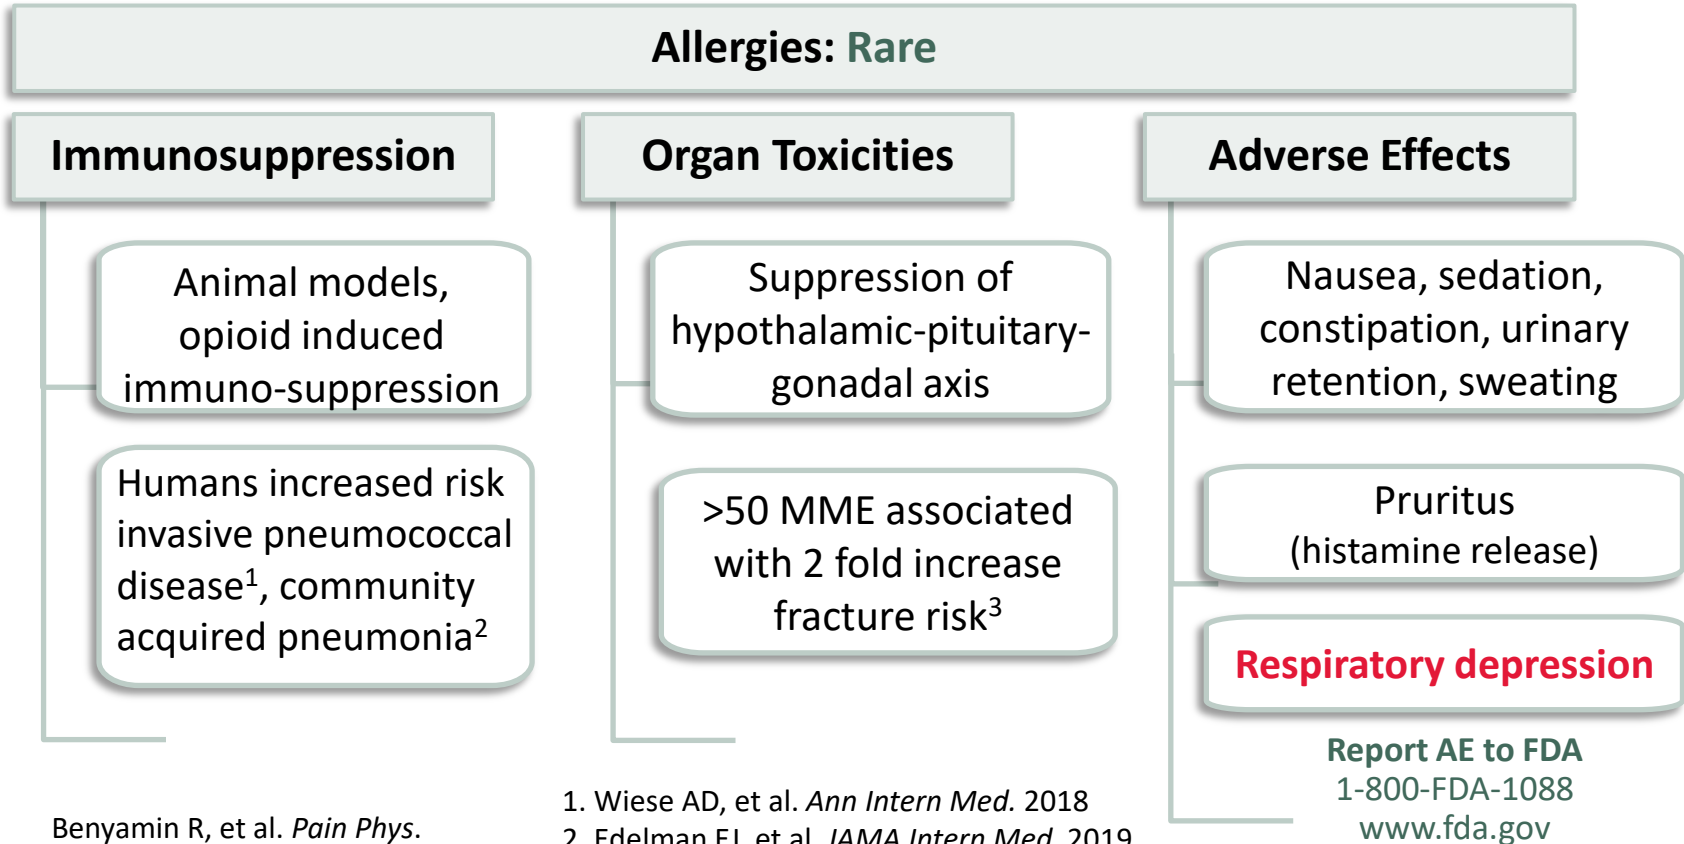 Allergies: Rare
Immunosuppression
Animal models,
opioid induced
immuno-suppression
Humans increased risk
invasive pneumococcal
disease¹, community
acquired pneumonia²
Organ Toxicities
Suppression of
hypothalamic-pituitary-
gonadal axis
>50 MME associated
with 2 fold increase
fracture risk³
Adverse Effects
Nausea, sedation,
constipation, urinary
retention, sweating
Pruritus
(histamine release)
Respiratory depression
Report AE to FDA
1-800-FDA-1088
www.fda.gov
Benyamin R, et al. Pain Phys.
1. Wiese AD, et al. Ann Intern Med. 2018
2. Edelman EJ, et al. JAMA Intern Med. 2019